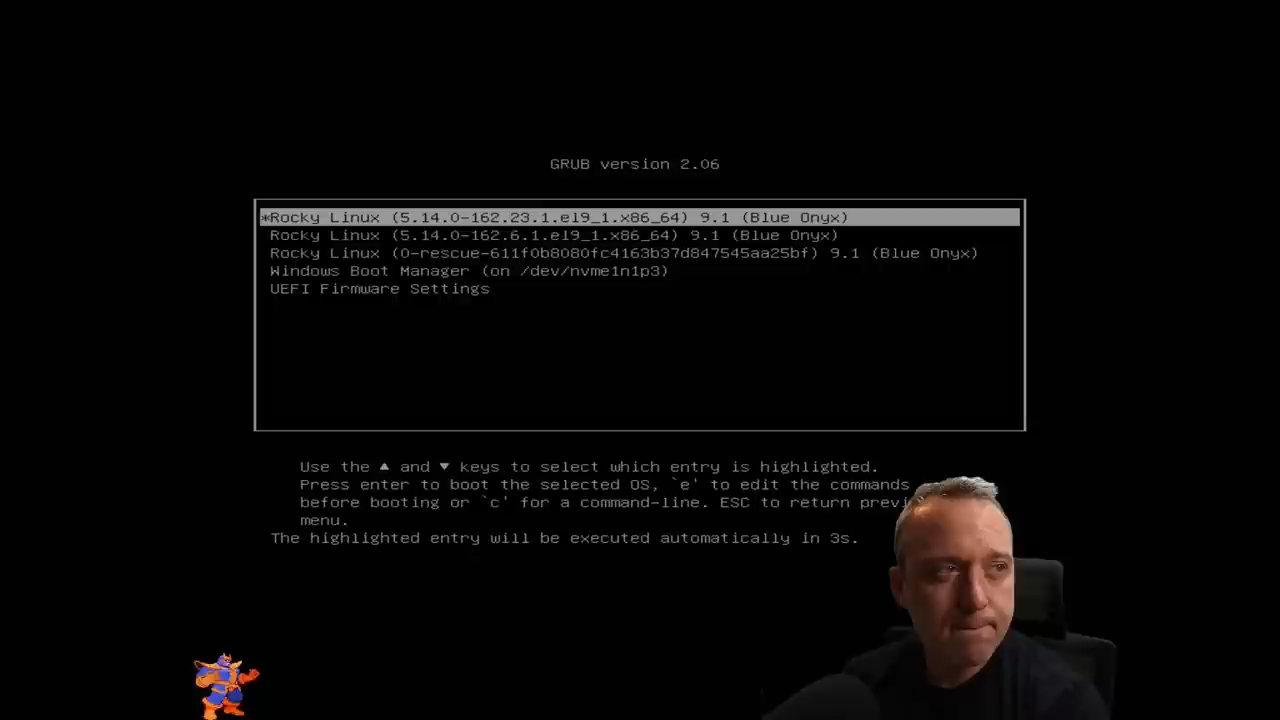 GRUB version 2.06
*Rocky Linux (5.14.0-162.23.1.el9_1.x86_64) 9.1 (Blue Onyx)
Rocky Linux (5.14.0-162.6.1.el9_1.x86_64) 9.1 (Blue Onyx)
Rocky Linux (0-rescue-611f0b8080fc4163b37d847545aa25bf) 9.1 (Blue Onyx)
Windows Boot Manager (on /dev/nvme1n1p3)
UEFI Firmware Settings
Use the ▲ and ▼ keys to select which entry is highlighted.
Press enter to boot the selected OS, `e' to edit the commands
before booting or `c' for a command-line. ESC to return
menu.
The highlighted entry will be executed automatically in 3s.